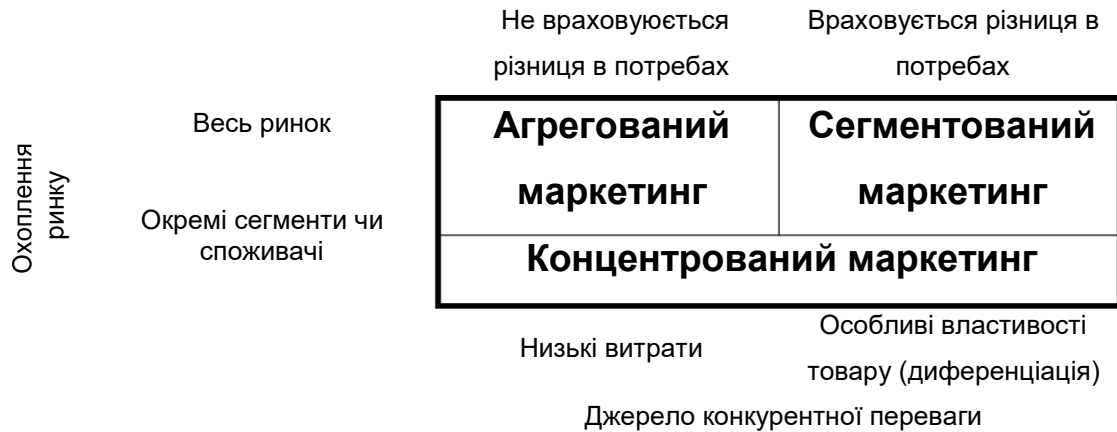 Не враховуюється
різниця в потребах
Враховується різниця в
потребах
Охоплення
ринку
Весь ринок
Агрегований
маркетинг
Сегментований
маркетинг
Окремі сегменти чи
споживачі
Концентрований маркетинг
Низькі витрати
Особливі властивості
товару (диференціація)
Джерело конкурентної переваги